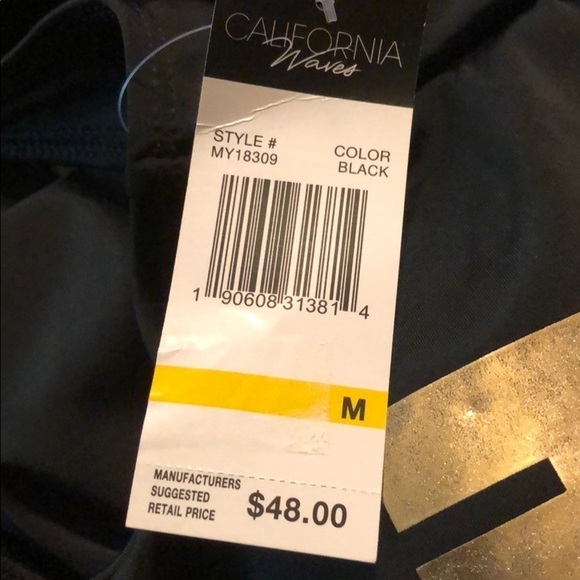 CALIFORNIA
Waves
STYLE #
MY18309
COLOR
BLACK
1 90608 31381 4
M
MANUFACTURERS
SUGGESTED
RETAIL PRICE
$48.00